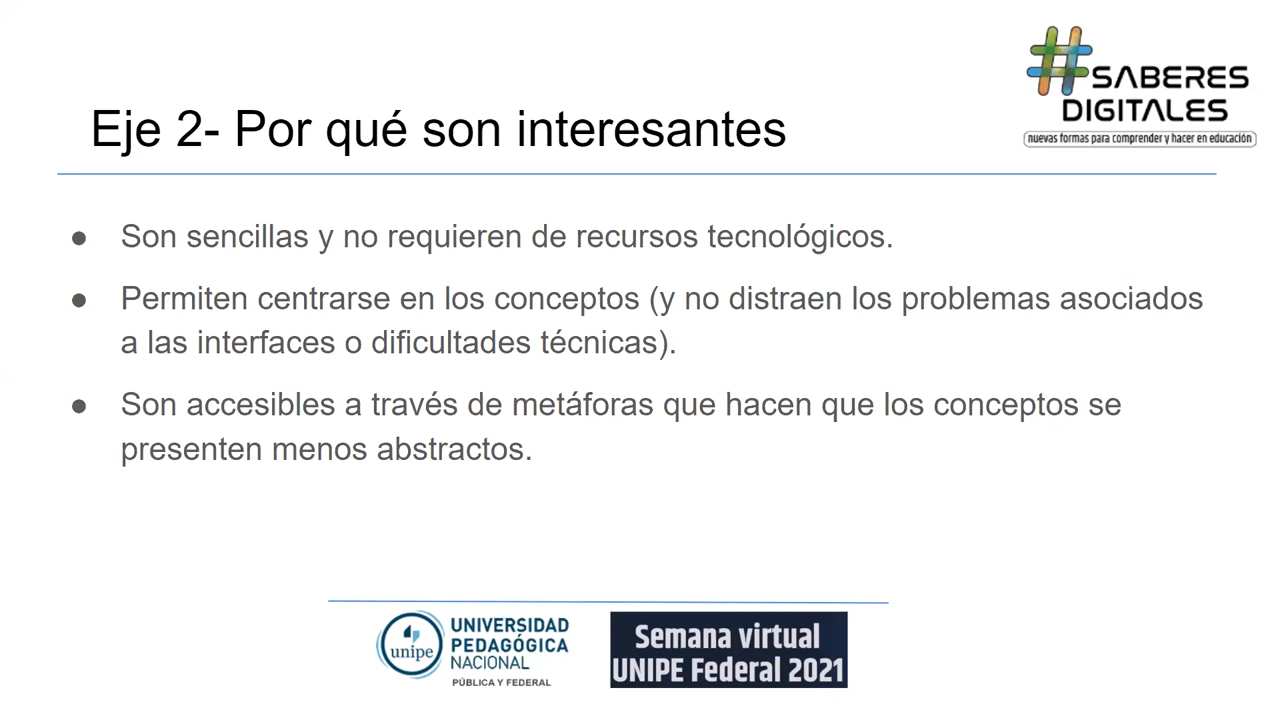 #SABERES
DIGITALES
nuevas formas para comprender y hacer en educación
Eje 2- Por qué son interesantes
● Son sencillas y no requieren de recursos tecnológicos.
● Permiten centrarse en los conceptos (y no distraen los problemas asociados
a las interfaces o dificultades técnicas).
● Son accesibles a través de metáforas que hacen que los conceptos se
presenten menos abstractos.
unipe
UNIVERSIDAD
PEDAGÓGICA
NACIONAL
PÚBLICA Y FEDERAL
Semana virtual
UNIPE Federal 2021